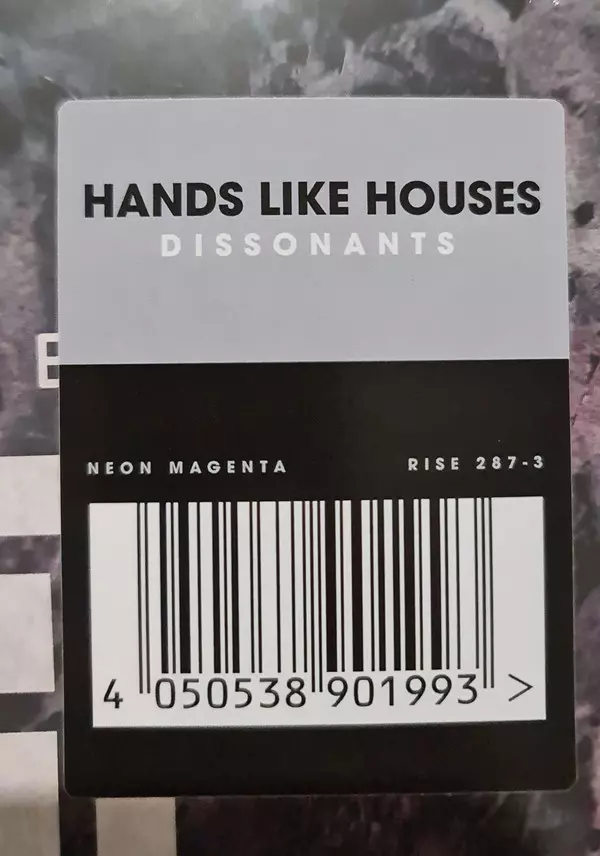 HANDS LIKE HOUSES
DISSONANTS
NEON MAGENTA RISE 287-3
4 050538 901993 >